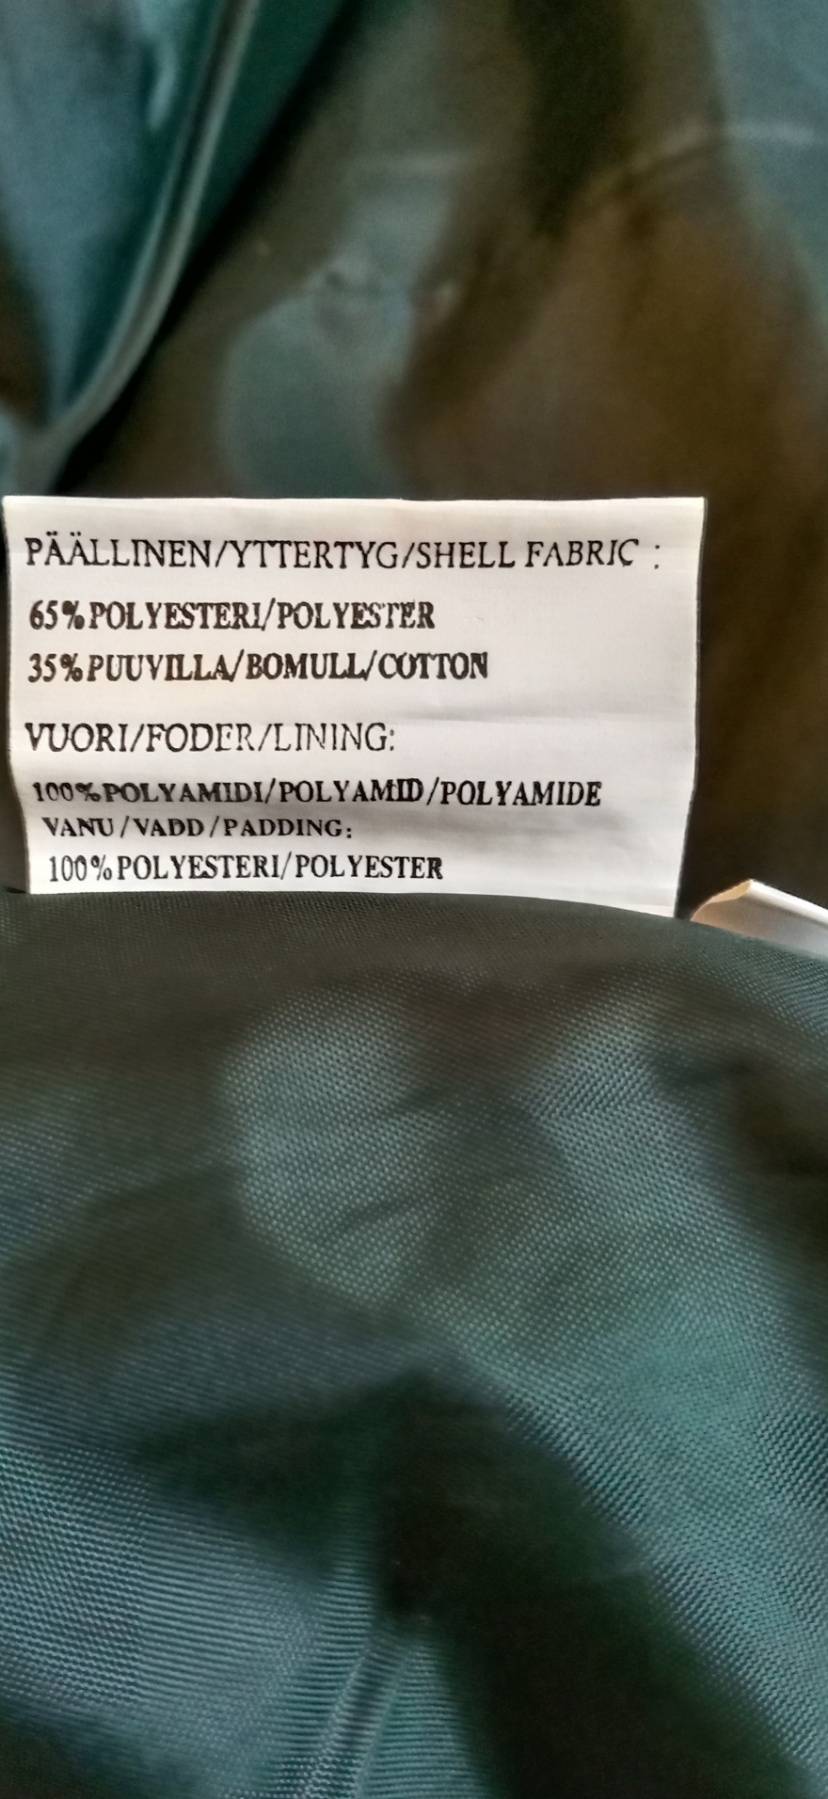 PÄÄLLINEN/YTTERTYG/SHELL FABRIC :
65%POLYESTERI/POLYESTER
35%PUUVILLA/BOMULL/COTTON
VUORI/FODER/LINING:
100%POLYAMIDI/POLYAMID/POLYAMIDE
VANU/VADD/PADDING:
100%POLYESTERI/POLYESTER